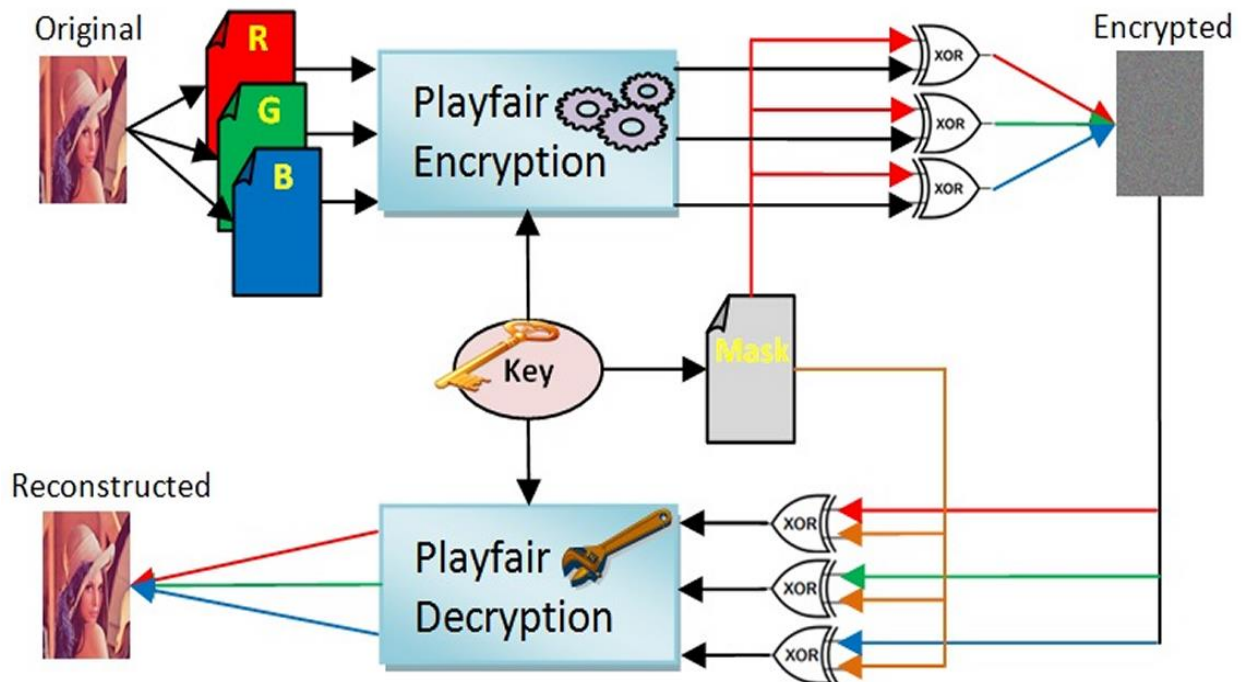 Original
R
G
B
Playfair
Encryption
XOR
XOR
XOR
Encrypted
Key
Mask
Reconstructed
Playfair
Decryption
XOR
XOR
XOR